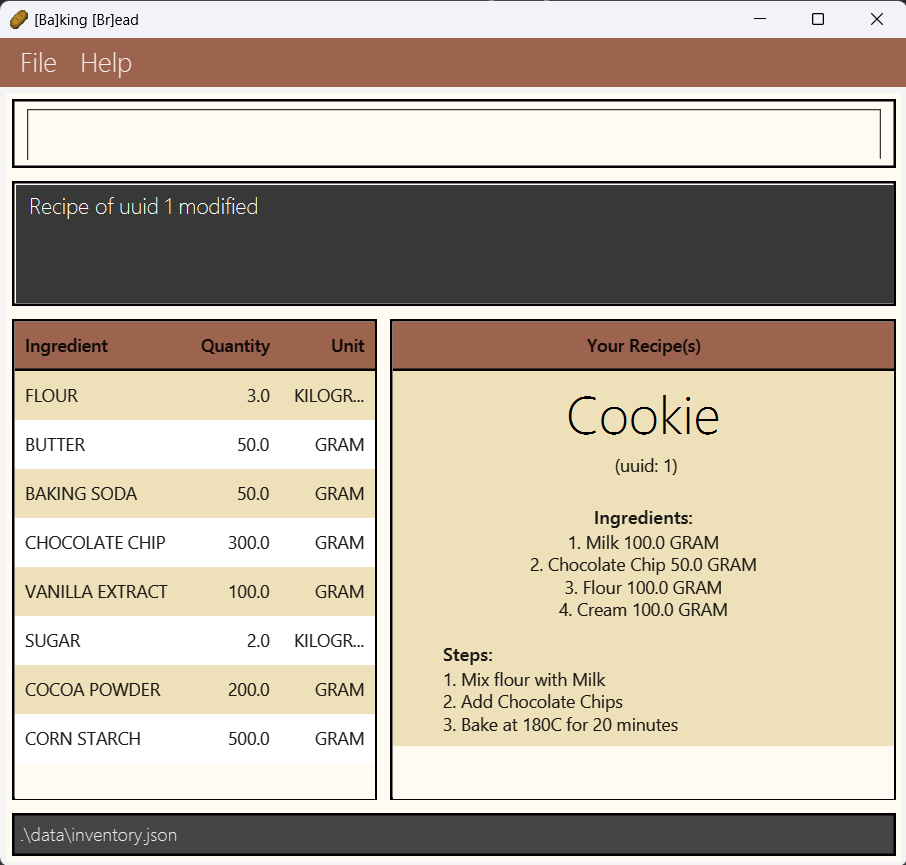 [Ba]king [Br]ead
File Help
Recipe of uuid 1 modified
Ingredient Quantity Unit
FLOUR 3.0 KILOGR...
BUTTER 50.0 GRAM
BAKING SODA 50.0 GRAM
CHOCOLATE CHIP 300.0 GRAM
VANILLA EXTRACT 100.0 GRAM
SUGAR 2.0 KILOGR...
COCOA POWDER 200.0 GRAM
CORN STARCH 500.0 GRAM
Your Recipe(s)
Cookie
(uuid: 1)
Ingredients:
1. Milk 100.0 GRAM
2. Chocolate Chip 50.0 GRAM
3. Flour 100.0 GRAM
4. Cream 100.0 GRAM
Steps:
1. Mix flour with Milk
2. Add Chocolate Chips
3. Bake at 180C for 20 minutes
.\data\inventory.json